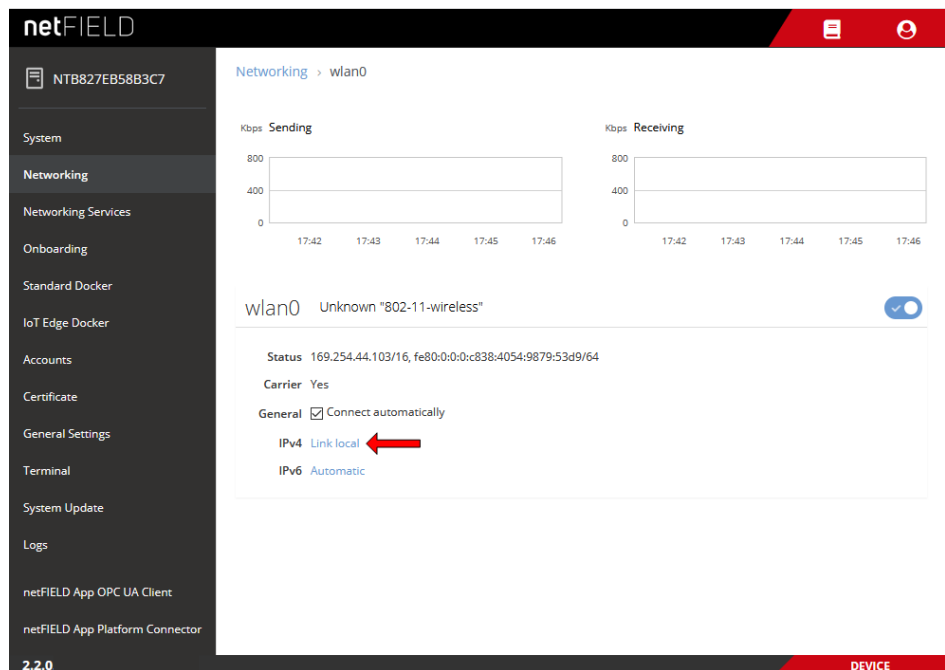 netFIELD
NTB827EB58B3C7
System
Networking
Networking Services
Onboarding
Standard Docker
IoT Edge Docker
Accounts
Certificate
General Settings
Terminal
System Update
Logs
netFIELD App OPC UA Client
netFIELD App Platform Connector
2.2.0
Networking › wlan0
Kbps Sending
800
400
0
17:42 17:43 17:44 17:45 17:46
Kbps Receiving
800
400
0
17:42 17:43 17:44 17:45 17:46
wlan0 Unknown "802-11-wireless"
Status 169.254.44.103/16, fe80:0:0:0:c838:4054:9879:53d9/64
Carrier Yes
General Connect automatically
IPv4 Link local
IPv6 Automatic
DEVICE